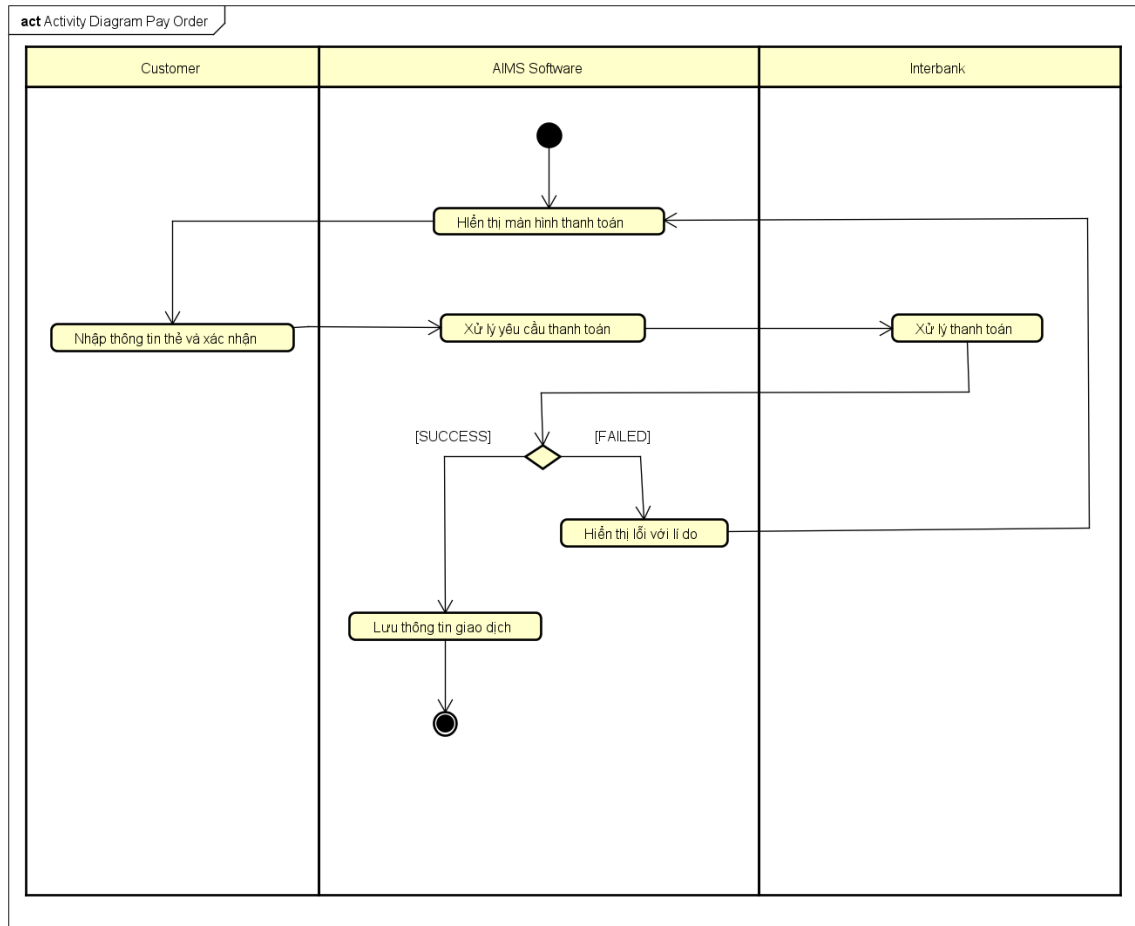 act Activity Diagram Pay Order
Customer
AIMS Software
Interbank
HIển thị màn hình thanh toán
Nhập thông tin thẻ và xác nhận
Xử lý yêu cầu thanh toán
Xử lý thanh toán
[SUCCESS]
[FAILED]
Hiển thị lỗi với lí do
Lưu thông tin giao dịch